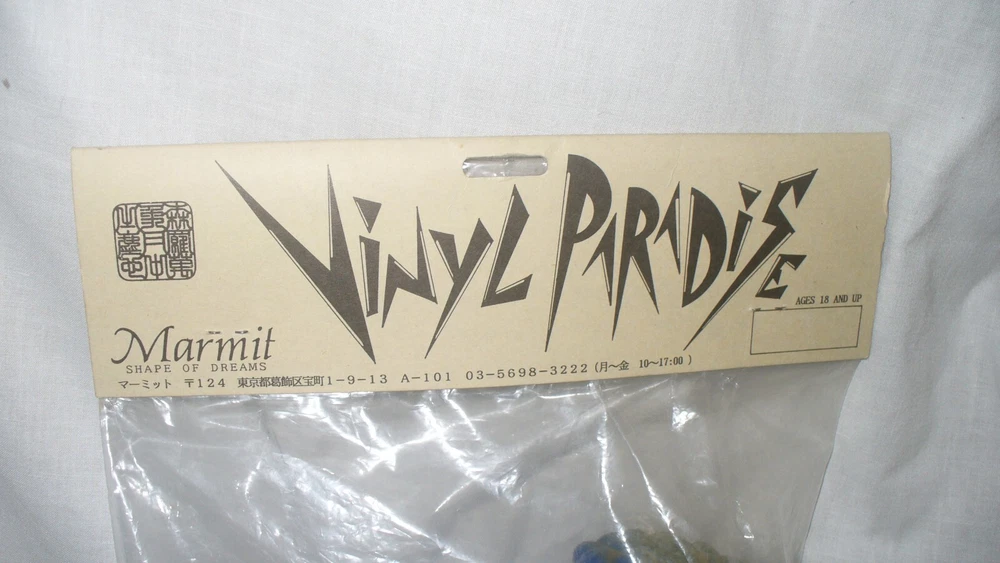 VINYL PARADISE
AGES 18 AND UP
Marmit
SHAPE OF DREAMS
マーミット 〒124 東京都葛飾区宝町1-9-13 A-101 03-5698-3222 (月~金 10~17:00 )